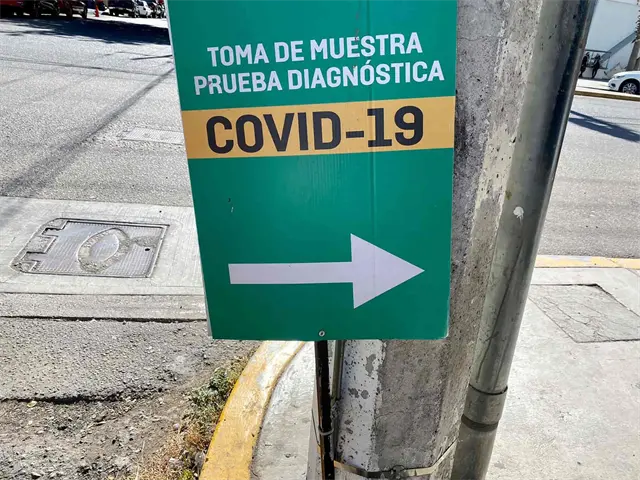 TOMA DE MUESTRA
PRUEBA DIAGNÓSTICA
COVID-19